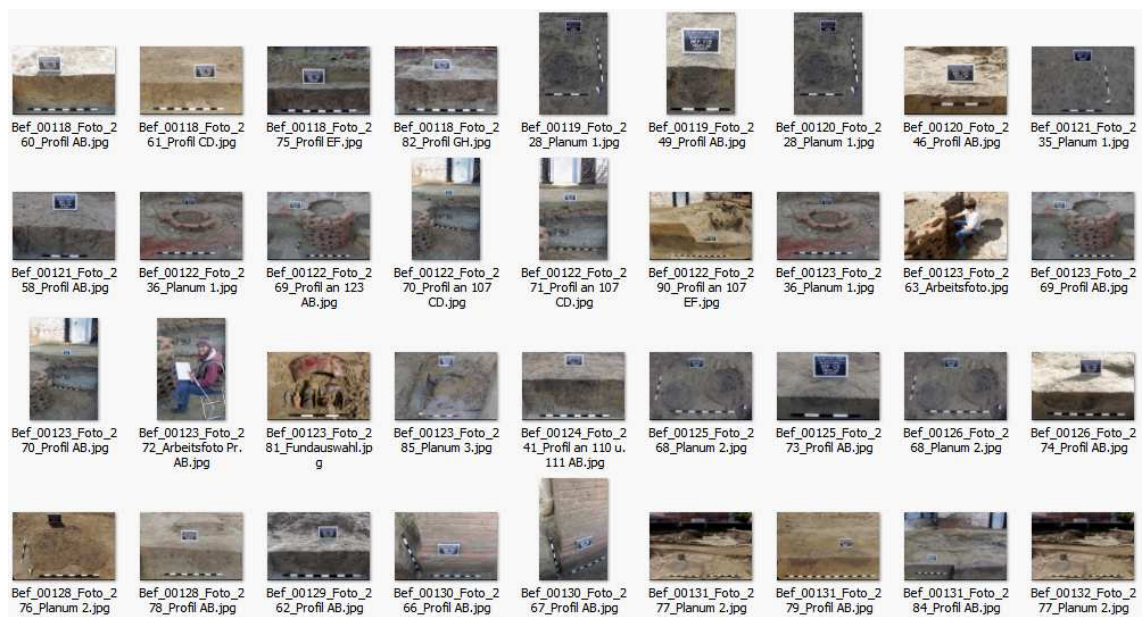 Bef_00118_Foto_2 Bef_00118_Foto_2 Bef_00118_Foto_2 Bef_00118_Foto_2 Bef_00119_Foto_2 Bef_00119_Foto_2 Bef_00120_Foto_2 Bef_00120_Foto_2 Bef_00121_Foto_2
60_Profil AB.jpg 61_Profil CD.jpg 75_Profil EF.jpg 82_Profil GH.jpg 28_Planum 1.jpg 49_Profil AB.jpg 28_Planum 1.jpg 46_Profil AB.jpg 35_Planum 1.jpg
Bef_00121_Foto_2 Bef_00122_Foto_2 Bef_00122_Foto_2 Bef_00122_Foto_2 Bef_00122_Foto_2 Bef_00122_Foto_2 Bef_00123_Foto_2 Bef_00123_Foto_2 Bef_00123_Foto_2
58_Profil AB.jpg 36_Planum 1.jpg 69_Profil an 123 70_Profil an 107 71_Profil an 107 90_Profil an 107 36_Planum 1.jpg 63_Arbeitsfoto.jpg 69_Profil AB.jpg
AB.jpg CD.jpg CD.jpg EF.jpg
Bef_00123_Foto_2 Bef_00123_Foto_2 Bef_00123_Foto_2 Bef_00123_Foto_2 Bef_00124_Foto_2 Bef_00125_Foto_2 Bef_00125_Foto_2 Bef_00126_Foto_2 Bef_00126_Foto_2
70_Profil AB.jpg 72_Arbeitsfoto Pr. 81_Fundauswahl.jp 85_Planum 3.jpg 41_Profil an 110 u. 68_Planum 2.jpg 73_Profil AB.jpg 68_Planum 2.jpg 74_Profil AB.jpg
AB.jpg g 111 AB.jpg
Bef_00128_Foto_2 Bef_00128_Foto_2 Bef_00129_Foto_2 Bef_00130_Foto_2 Bef_00130_Foto_2 Bef_00131_Foto_2 Bef_00131_Foto_2 Bef_00131_Foto_2 Bef_00132_Foto_2
76_Planum 2.jpg 78_Profil AB.jpg 62_Profil AB.jpg 66_Profil AB.jpg 67_Profil AB.jpg 77_Planum 2.jpg 79_Profil AB.jpg 84_Profil AB.jpg 77_Planum 2.jpg